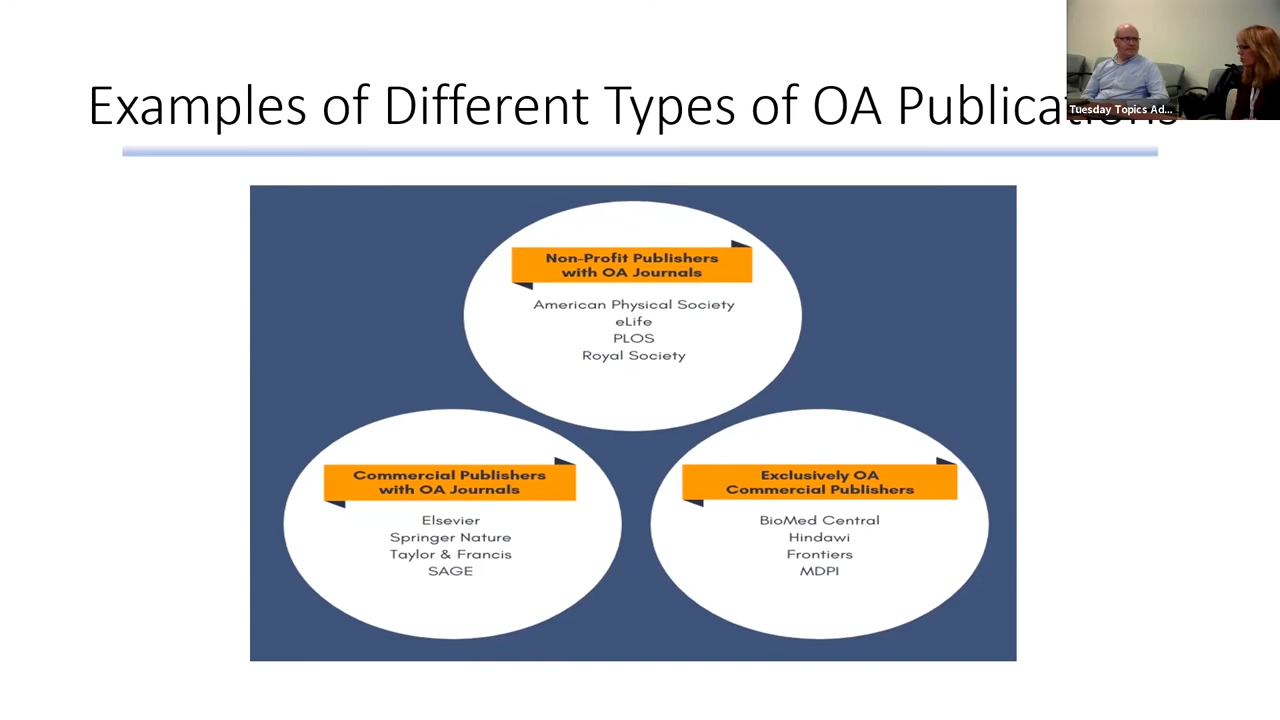 Examples of Different Types of OA Publications
Tuesday Topics Ad...
Non-Profit Publishers
with OA Journals
American Physical Society
eLife
PLOS
Royal Society
Commercial Publishers
with OA Journals
Elsevier
Springer Nature
Taylor & Francis
SAGE
Exclusively OA
Commercial Publishers
BioMed Central
Hindawi
Frontiers
MDPI